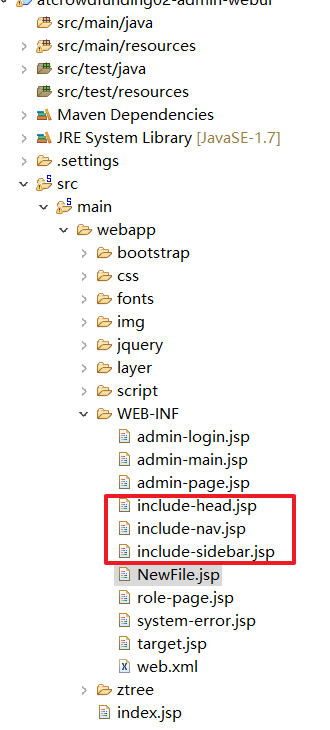 atcrowdfunding02-admin-webui
src/main/java
src/main/resources
src/test/java
src/test/resources
Maven Dependencies
JRE System Library [JavaSE-1.7]
.settings
src
main
webapp
bootstrap
css
fonts
img
jquery
layer
script
WEB-INF
admin-login.jsp
admin-main.jsp
admin-page.jsp
include-head.jsp
include-nav.jsp
include-sidebar.jsp
NewFile.jsp
role-page.jsp
system-error.jsp
target.jsp
web.xml
ztree
index.jsp